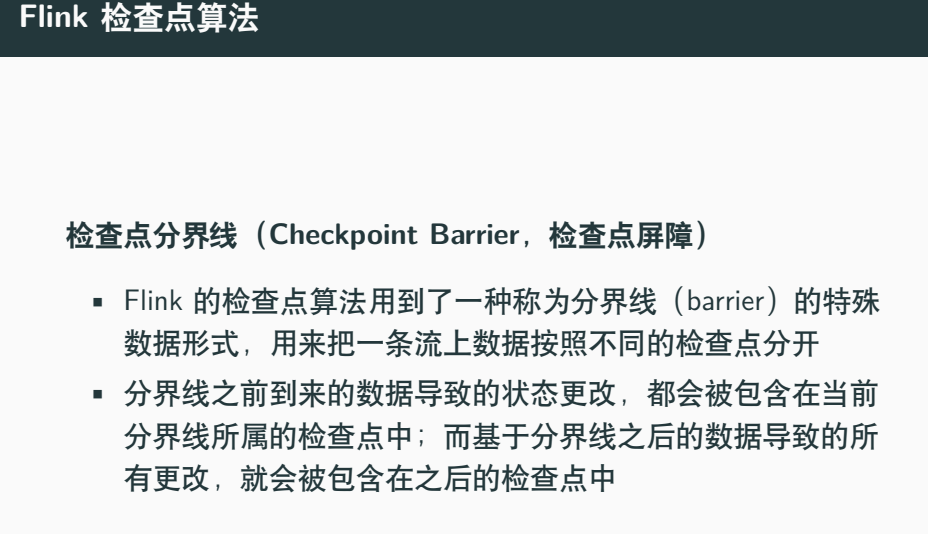 Flink 检查点算法
检查点分界线（Checkpoint Barrier，检查点屏障）
▪ Flink 的检查点算法用到了一种称为分界线（barrier）的特殊
数据形式，用来把一条流上数据按照不同的检查点分开
▪ 分界线之前到来的数据导致的状态更改，都会被包含在当前
分界线所属的检查点中；而基于分界线之后的数据导致的所
有更改，就会被包含在之后的检查点中